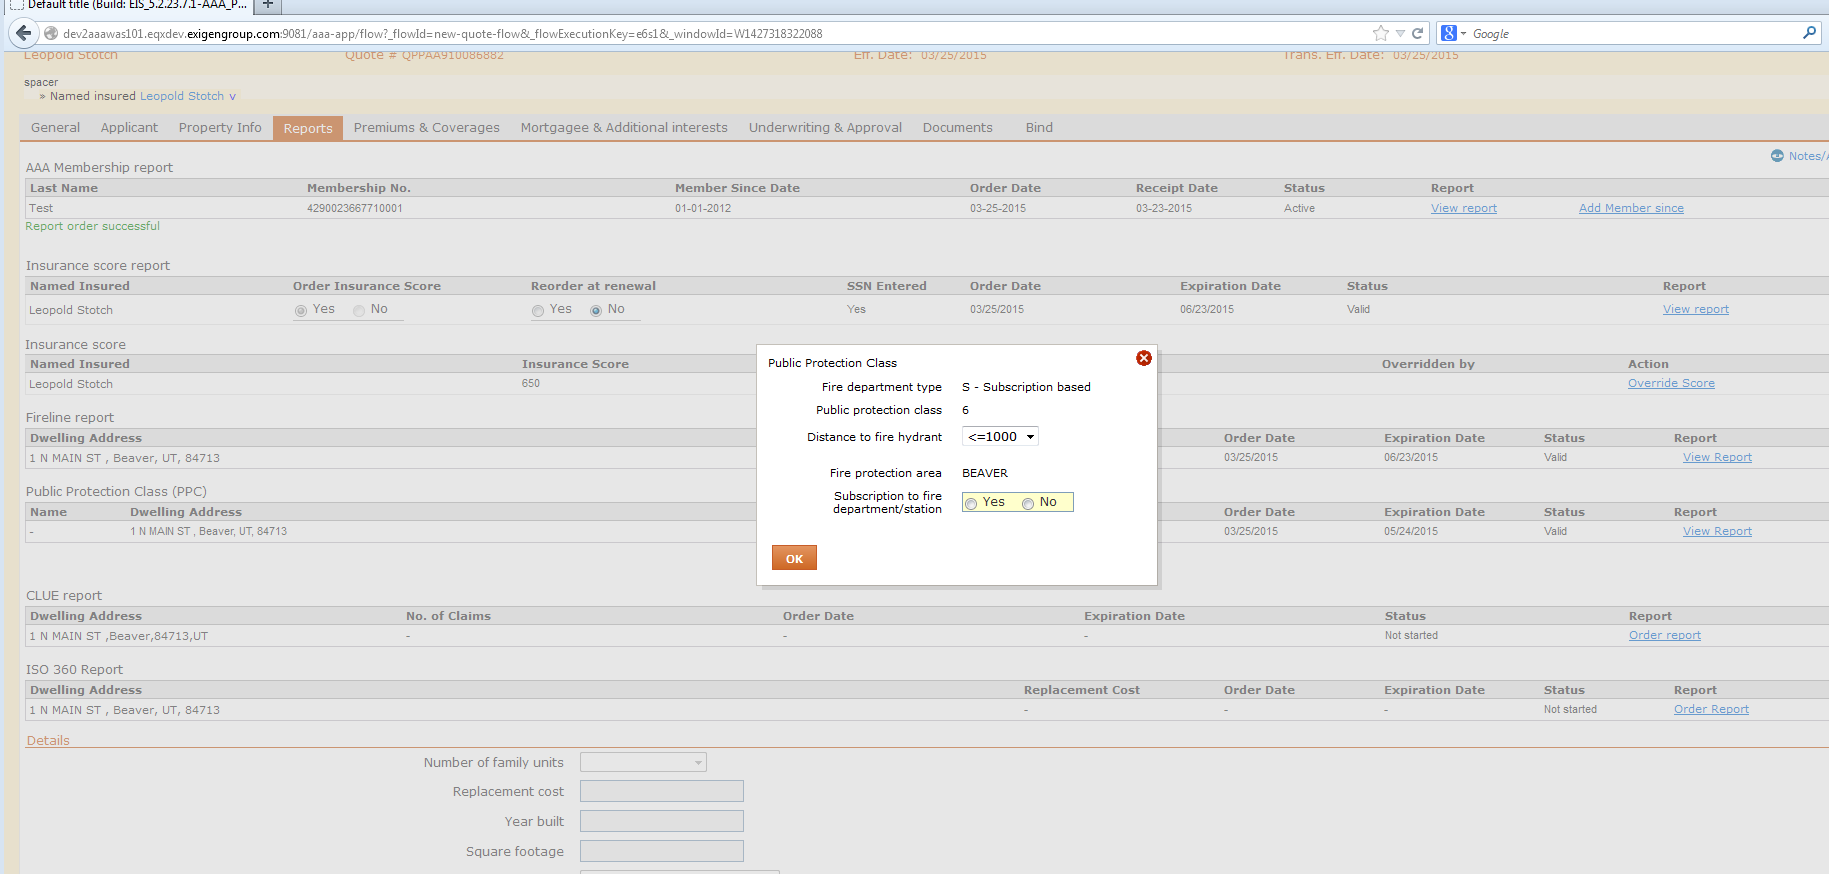 Default title (Build: EIS_5.2.23.7.1-AAA_P... +
dev2aaawas101.eqxdev.exigengroup.com:9081/aaa-app/flow?_flowId=new-quote-flow&_flowExecutionKey=e6s1&_windowId=W1427318322088 Google
Leopold Stotch Quote # QPPAA910086882 Eff. Date: 03/25/2015 Trans. Eff. Date: 03/25/2015
spacer
» Named insured Leopold Stotch v
General Applicant Property Info Reports Premiums & Coverages Mortgagee & Additional interests Underwriting & Approval Documents Bind
Notes/
AAA Membership report
Last Name Membership No. Member Since Date Order Date Receipt Date Status Report
Test 4290023667710001 01-01-2012 03-25-2015 03-23-2015 Active View report Add Member since
Report order successful
Insurance score report
Named Insured Order Insurance Score Reorder at renewal SSN Entered Order Date Expiration Date Status Report
Leopold Stotch Yes No Yes No Yes 03/25/2015 06/23/2015 Valid View report
Insurance score
Named Insured Insurance Score Overridden by Action
Leopold Stotch 650 Override Score
Public Protection Class
Fire department type S - Subscription based
Public protection class 6
Distance to fire hydrant <=1000
Fire protection area BEAVER
Subscription to fire
department/station Yes No
OK
Fireline report
Dwelling Address Order Date Expiration Date Status Report
1 N MAIN ST , Beaver, UT, 84713 03/25/2015 06/23/2015 Valid View Report
Public Protection Class (PPC)
Name Dwelling Address Order Date Expiration Date Status Report
- 1 N MAIN ST , Beaver, UT, 84713 03/25/2015 05/24/2015 Valid View Report
CLUE report
Dwelling Address No. of Claims Order Date Expiration Date Status Report
1 N MAIN ST ,Beaver,84713,UT - - - Not started Order report
ISO 360 Report
Dwelling Address Replacement Cost Order Date Expiration Date Status Report
1 N MAIN ST , Beaver, UT, 84713 - - - Not started Order Report
Details
Number of family units
Replacement cost
Year built
Square footage